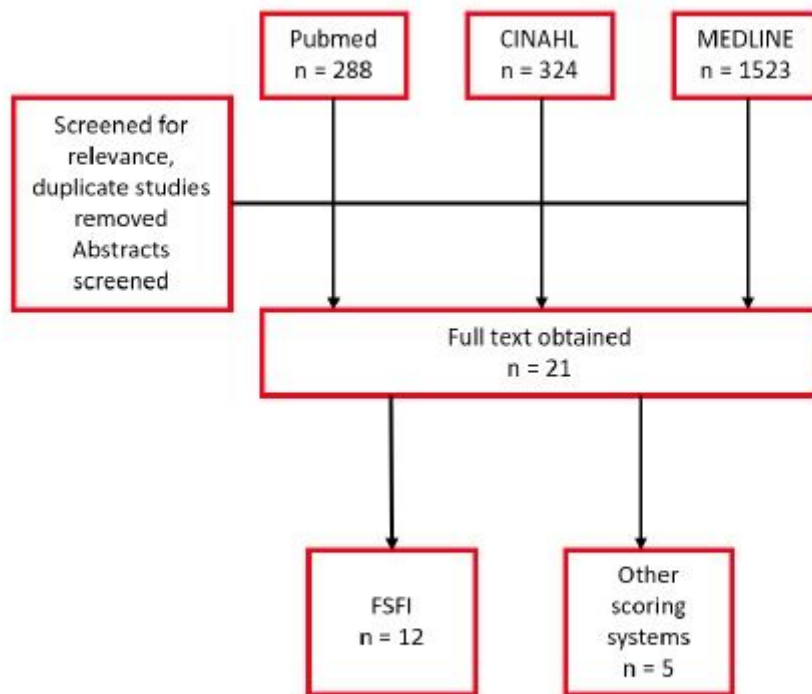 Pubmed
n = 288
CINAHL
n = 324
MEDLINE
n = 1523
Screened for
relevance,
duplicate studies
removed
Abstracts
screened
Full text obtained
n = 21
FSFI
n = 12
Other
scoring
systems
n = 5